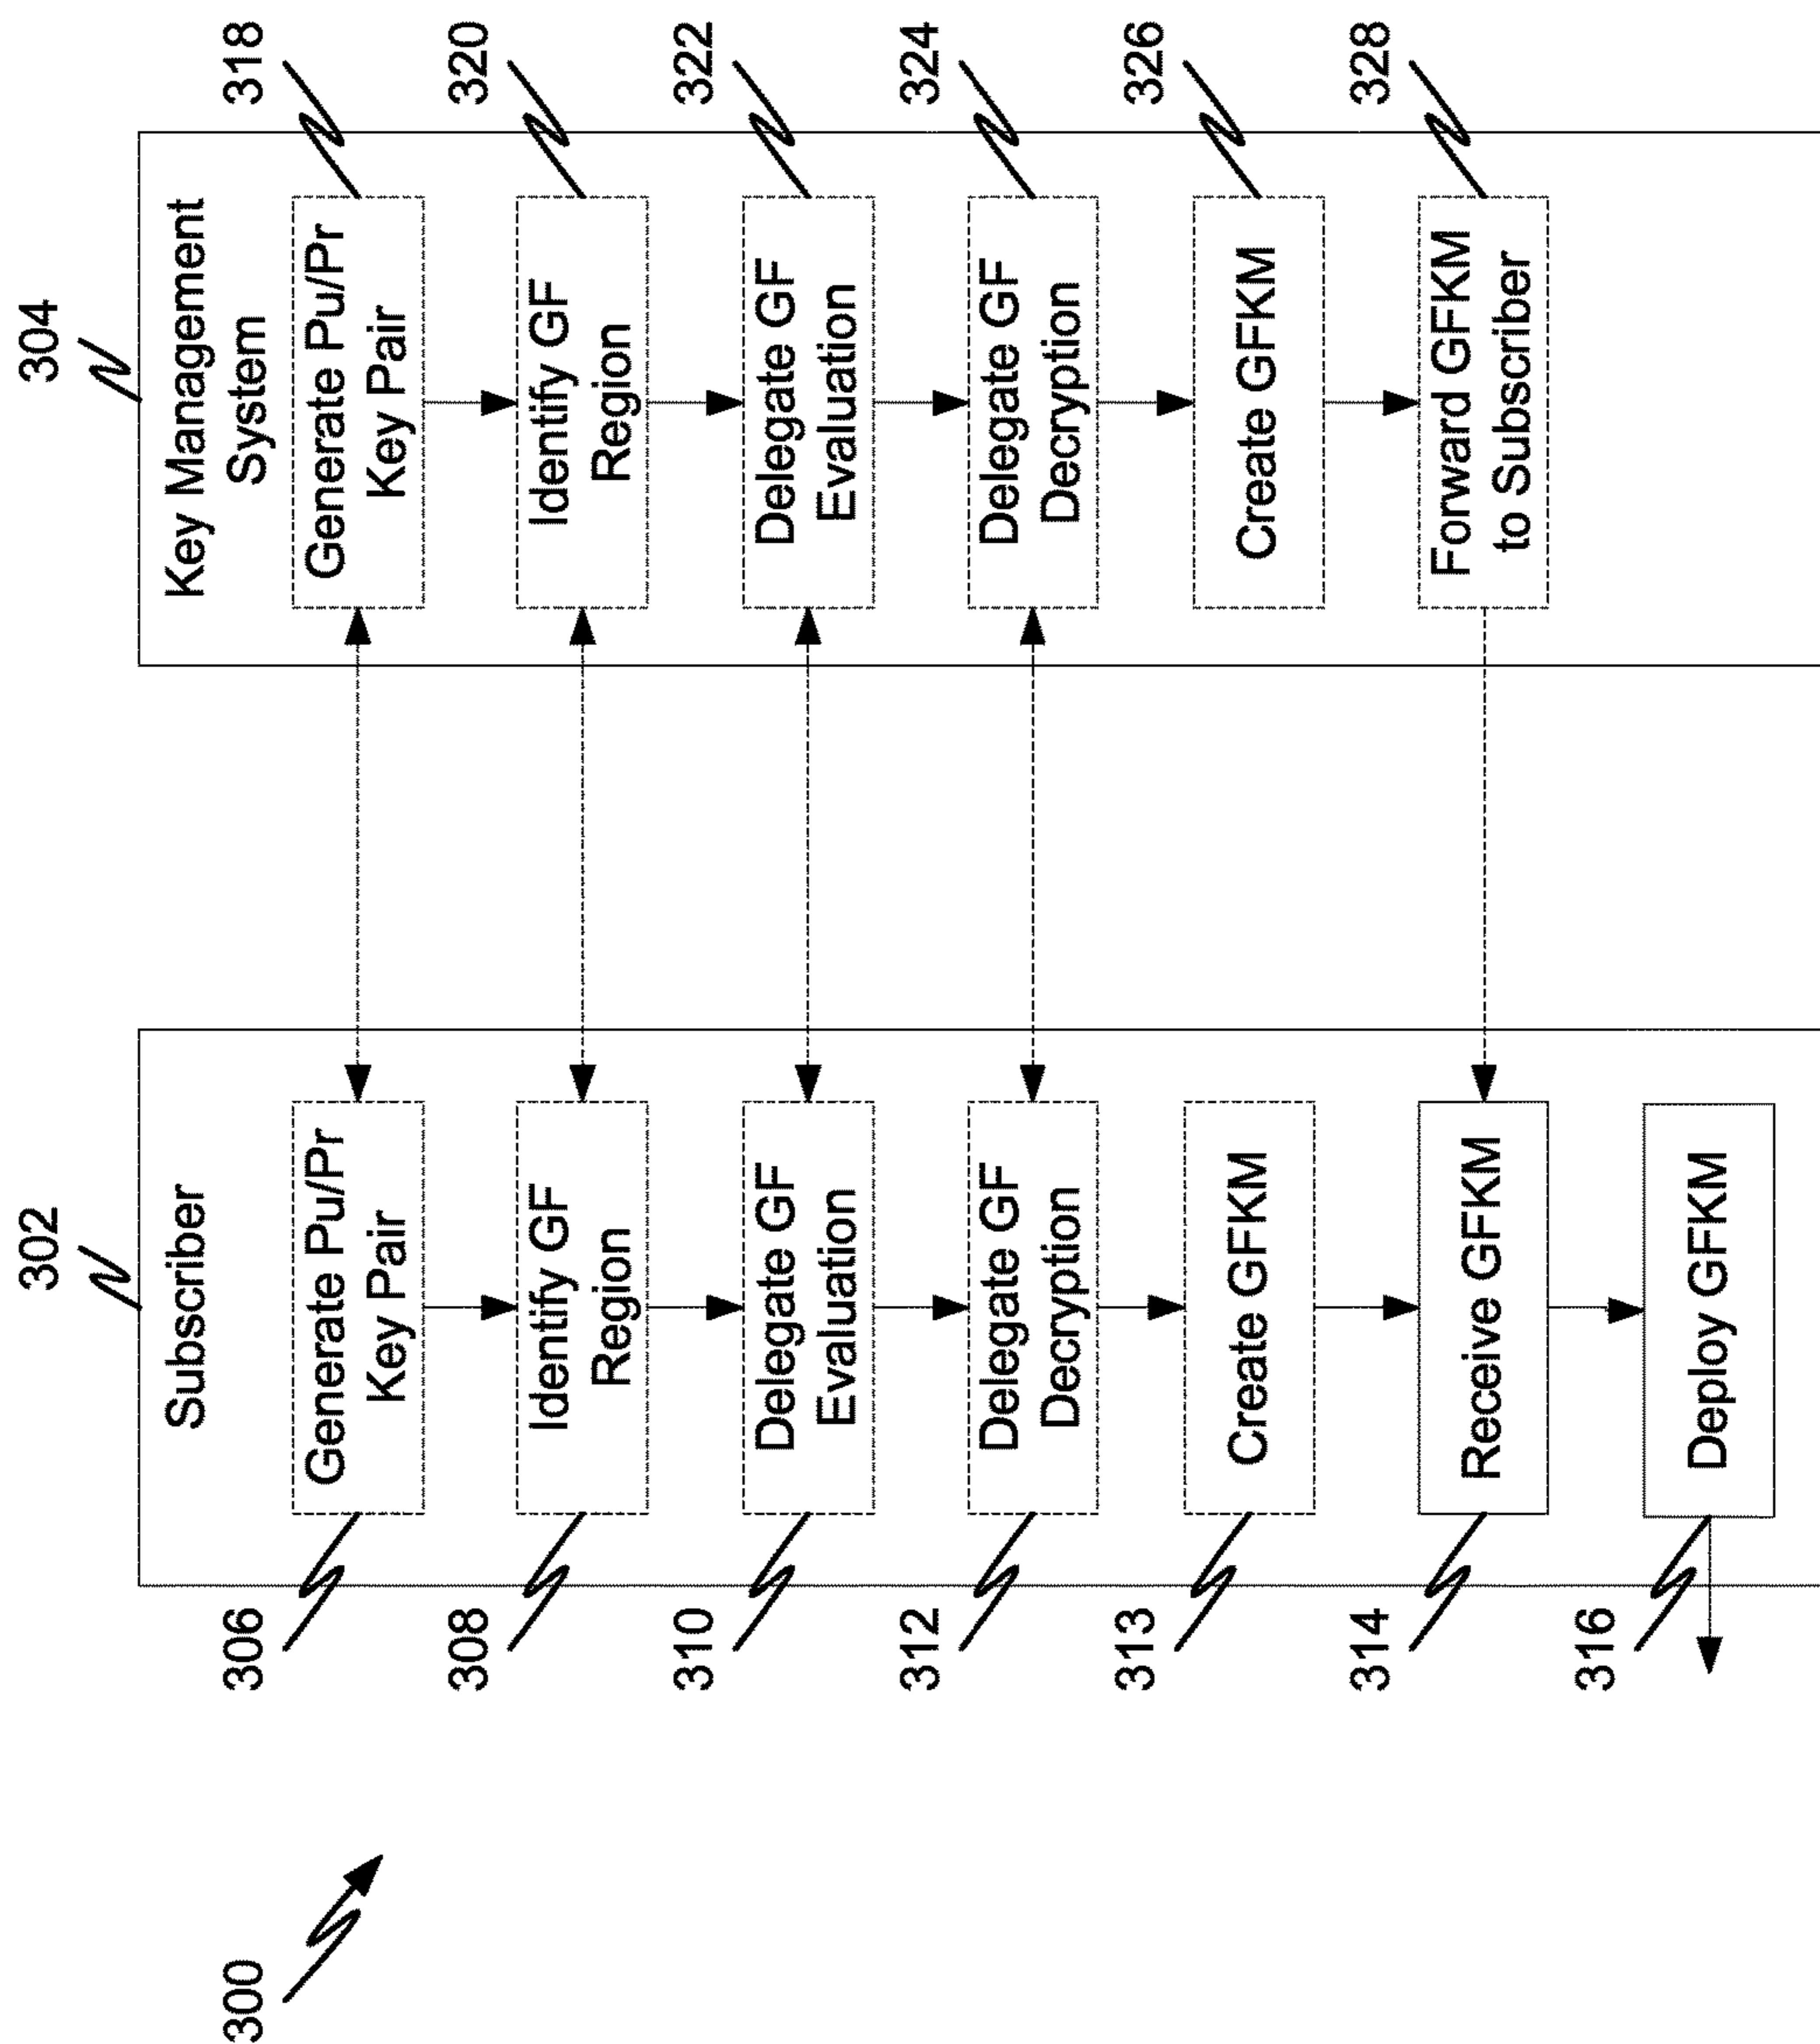 300
302
Subscriber
306
Generate Pu/Pr
Key Pair
308
Identify GF
Region
310
Delegate GF
Evaluation
312
Delegate GF
Decryption
313
Create GFKM
314
Receive GFKM
316
Deploy GFKM
304
Key Management
System
Generate Pu/Pr
Key Pair
318
Identify GF
Region
320
Delegate GF
Evaluation
322
Delegate GF
Decryption
324
Create GFKM
326
Forward GFKM
to Subscriber
328